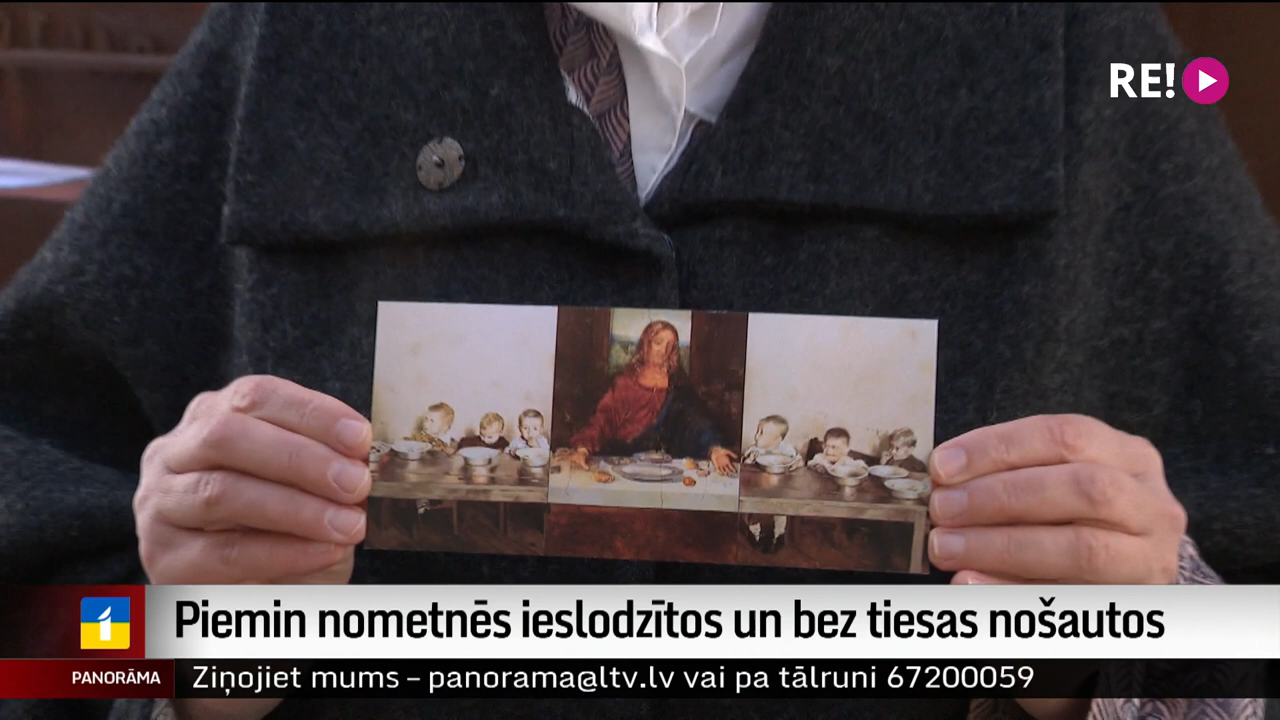 RE!
Piemin nometnēs ieslodzītos un bez tiesas nošautos
1
PANORĀMA
Ziņojiet mums – panorama@ltv.lv vai pa tālruni 67200059